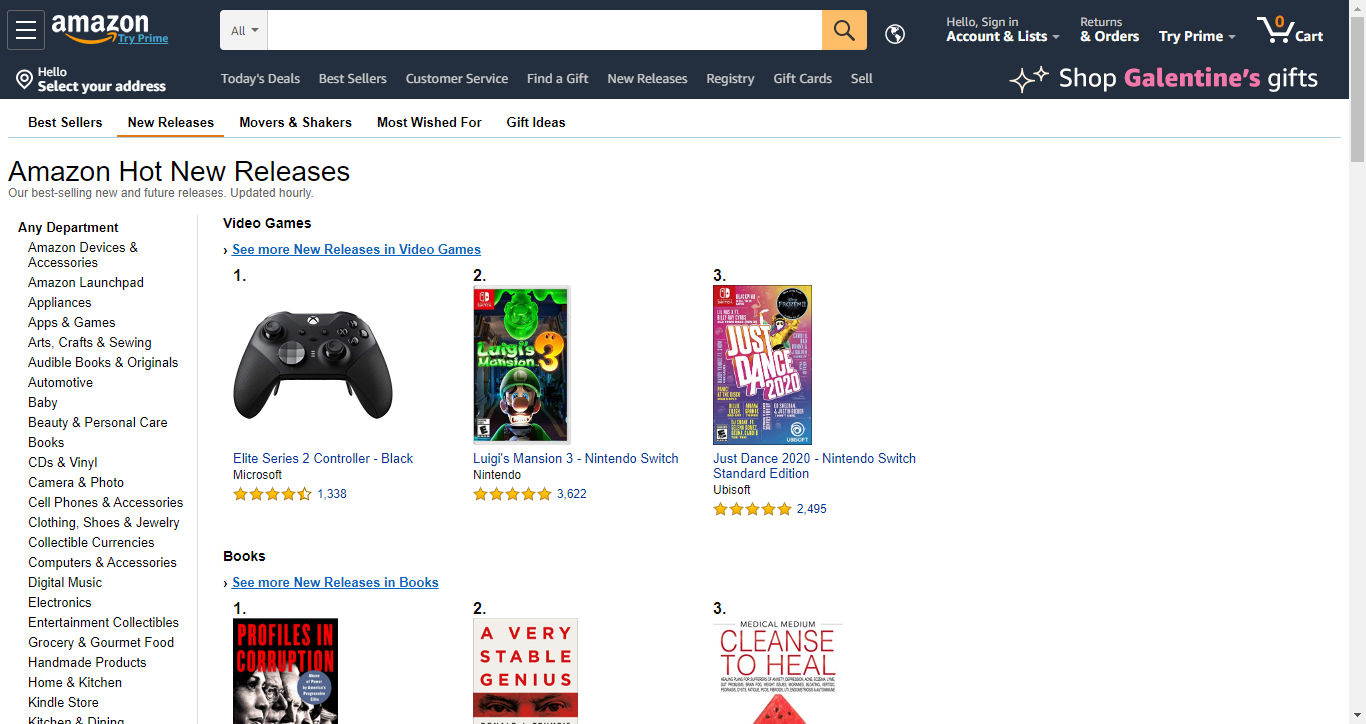 amazon
Try Prime
All
Hello, Sign in
Account & Lists
Returns
& Orders
Try Prime
0
Cart
Hello
Select your address
Today's Deals
Best Sellers
Customer Service
Find a Gift
New Releases
Registry
Gift Cards
Sell
Shop Galentine's gifts
Best Sellers
New Releases
Movers & Shakers
Most Wished For
Gift Ideas
Amazon Hot New Releases
Our best-selling new and future releases. Updated hourly.
Any Department
Amazon Devices &
Accessories
Amazon Launchpad
Appliances
Apps & Games
Arts, Crafts & Sewing
Audible Books & Originals
Automotive
Baby
Beauty & Personal Care
Books
CDs & Vinyl
Camera & Photo
Cell Phones & Accessories
Clothing, Shoes & Jewelry
Collectible Currencies
Computers & Accessories
Digital Music
Electronics
Entertainment Collectibles
Grocery & Gourmet Food
Handmade Products
Home & Kitchen
Kindle Store
Kitchen & Dining
Video Games
› See more New Releases in Video Games
1.
Elite Series 2 Controller - Black
Microsoft
1,338
2.
Luigi's
Mansion 3
Luigi's Mansion 3 - Nintendo Switch
Nintendo
3,622
3.
JUST
DANCE
2020
UBISOFT
Just Dance 2020 - Nintendo Switch
Standard Edition
Ubisoft
2,495
Books
› See more New Releases in Books
1.
PROFILES IN
CORRUPTION
Abuse
of Power
by America's
Progressive
Elite
2.
A VERY
STABLE
GENIUS
3.
MEDICAL MEDIUM
CLEANSE
TO HEAL